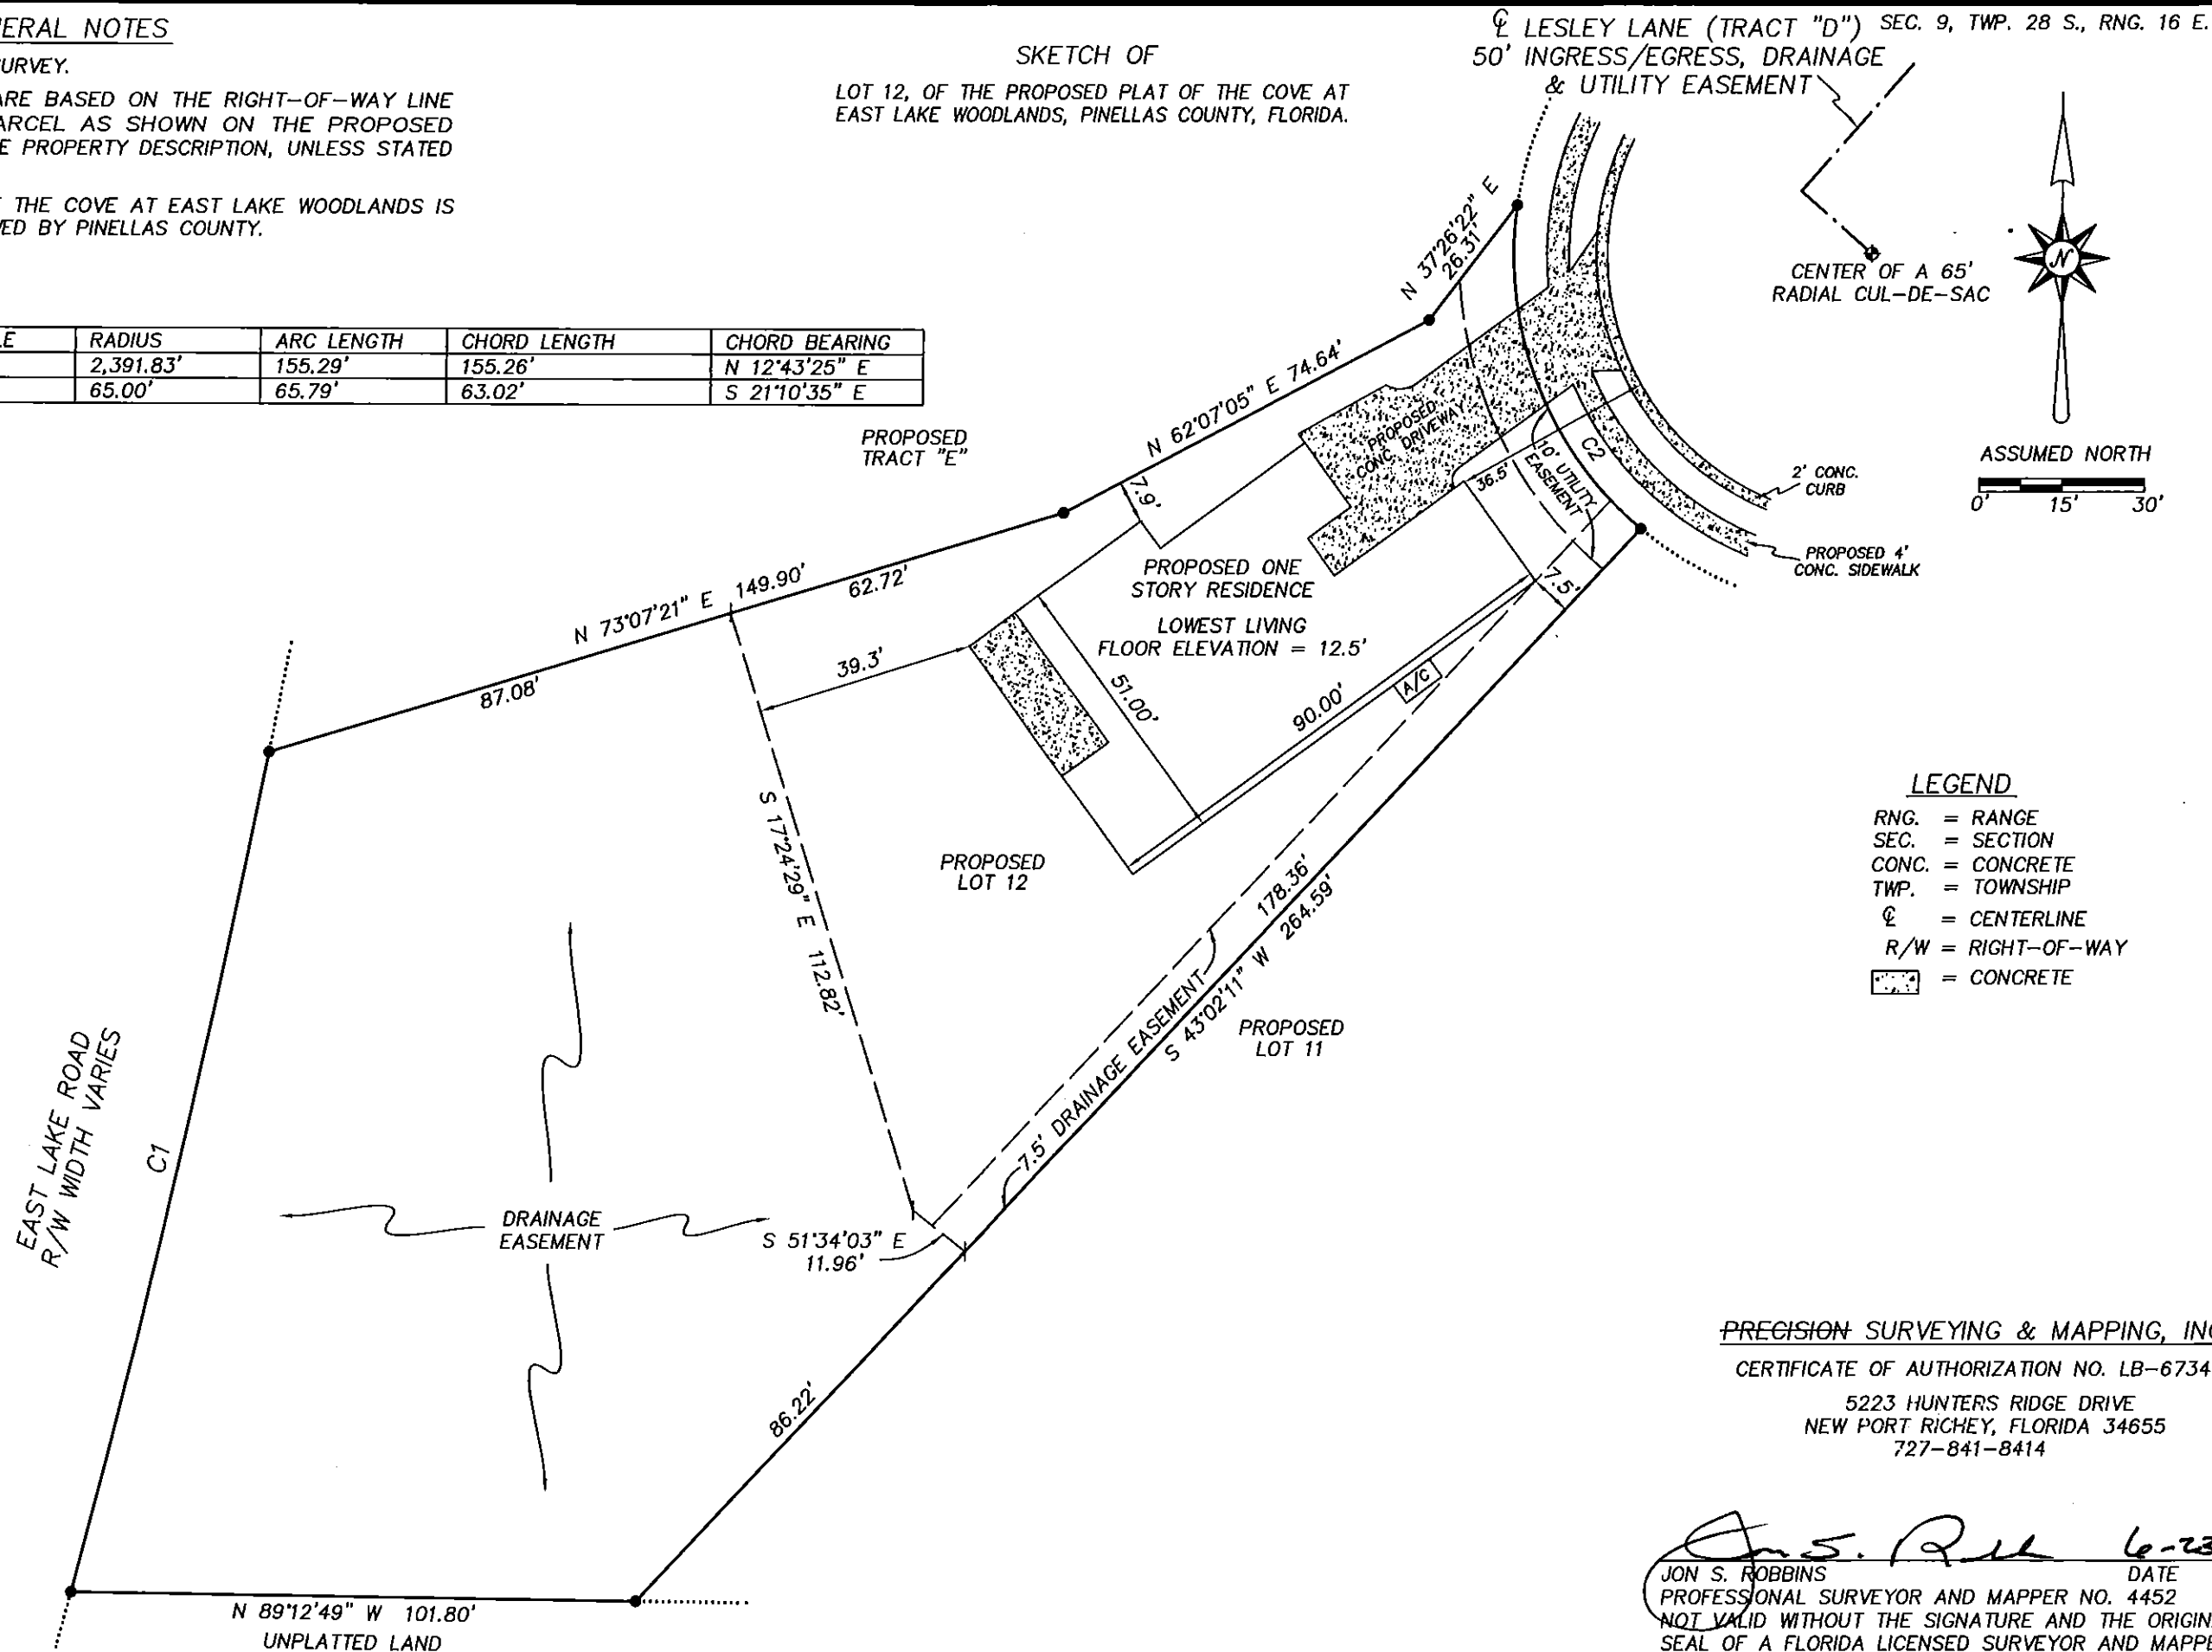 ERAL NOTES
URVEY.
ARE BASED ON THE RIGHT-OF-WAY LINE
ARCEL AS SHOWN ON THE PROPOSED
E PROPERTY DESCRIPTION, UNLESS STATED
THE COVE AT EAST LAKE WOODLANDS IS
ED BY PINELLAS COUNTY.
SKETCH OF
LOT 12, OF THE PROPOSED PLAT OF THE COVE AT
EAST LAKE WOODLANDS, PINELLAS COUNTY, FLORIDA.
℄ LESLEY LANE (TRACT "D") SEC. 9, TWP. 28 S., RNG. 16 E.
50' INGRESS/EGRESS, DRAINAGE
& UTILITY EASEMENT
CENTER OF A 65'
RADIAL CUL-DE-SAC
N
ASSUMED NORTH
0' 15' 30'
LE RADIUS ARC LENGTH CHORD LENGTH CHORD BEARING
2,391.83' 155.29' 155.26' N 12°43'25" E
65.00' 65.79' 63.02' S 21°10'35" E
PROPOSED
TRACT "E"
N 37°26'22" E
26.31'
N 62°07'05" E 74.64'
N 73°07'21" E 149.90'
62.72'
87.08'
PROPOSED
CONC. DRIVEWAY
7.9'
36.5'
10' UTILITY
EASEMENT
C2
2' CONC.
CURB
PROPOSED 4'
CONC. SIDEWALK
PROPOSED ONE
STORY RESIDENCE
LOWEST LIVING
FLOOR ELEVATION = 12.5'
7.5'
39.3'
51.00'
90.00'
A/C
S 17°24'29" E 112.82'
PROPOSED
LOT 12
178.36'
S 43°02'11" W 264.59'
7.5' DRAINAGE EASEMENT
PROPOSED
LOT 11
LEGEND
RNG. = RANGE
SEC. = SECTION
CONC. = CONCRETE
TWP. = TOWNSHIP
℄ = CENTERLINE
R/W = RIGHT-OF-WAY
= CONCRETE
EAST LAKE ROAD
R/W WIDTH VARIES
C1
DRAINAGE
EASEMENT
S 51°34'03" E
11.96'
86.22'
N 89°12'49" W 101.80'
UNPLATTED LAND
PRECISION SURVEYING & MAPPING, INC
CERTIFICATE OF AUTHORIZATION NO. LB-6734
5223 HUNTERS RIDGE DRIVE
NEW PORT RICHEY, FLORIDA 34655
727-841-8414
Jon S. Robb 6-23
JON S. ROBBINS DATE
PROFESSIONAL SURVEYOR AND MAPPER NO. 4452
NOT VALID WITHOUT THE SIGNATURE AND THE ORIGIN
SEAL OF A FLORIDA LICENSED SURVEYOR AND MAPPE